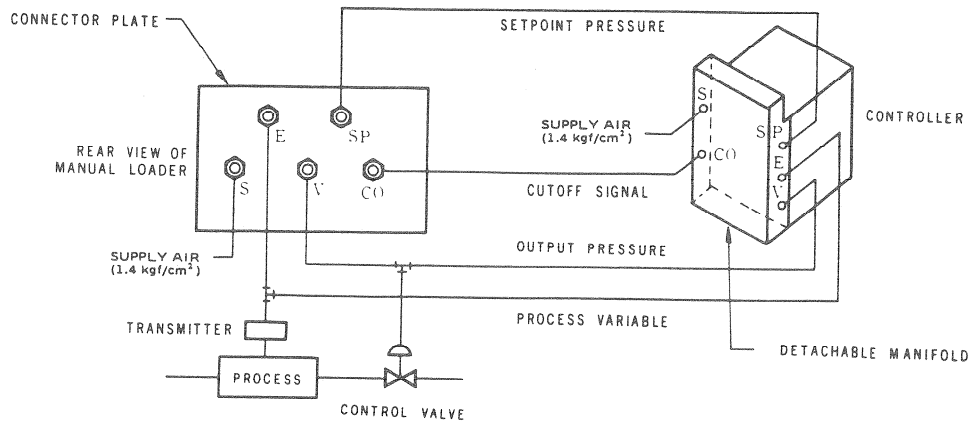 CONNECTOR PLATE
SETPOINT PRESSURE
CONTROLLER
E
SP
S
SUPPLY AIR
(1.4 kgf/cm²)
SP
REAR VIEW OF
MANUAL LOADER
S
V
CO
CO
E
V
CUTOFF SIGNAL
SUPPLY AIR
(1.4 kgf/cm²)
OUTPUT PRESSURE
PROCESS VARIABLE
TRANSMITTER
DETACHABLE MANIFOLD
PROCESS
CONTROL VALVE